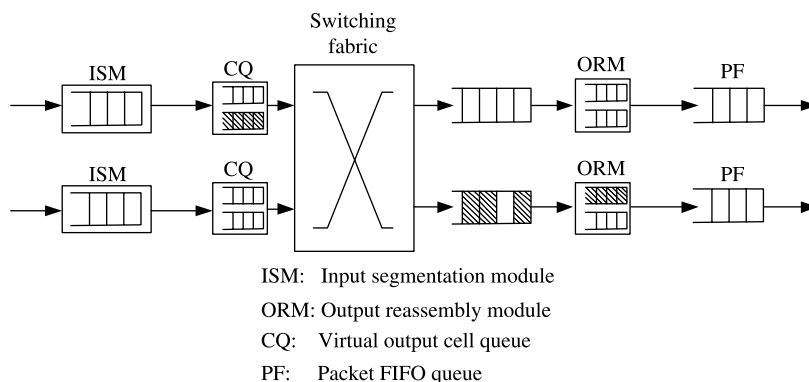 Switching
fabric
ISM
CQ
ORM
PF
ISM
CQ
ORM
PF
ISM: Input segmentation module
ORM: Output reassembly module
CQ: Virtual output cell queue
PF: Packet FIFO queue